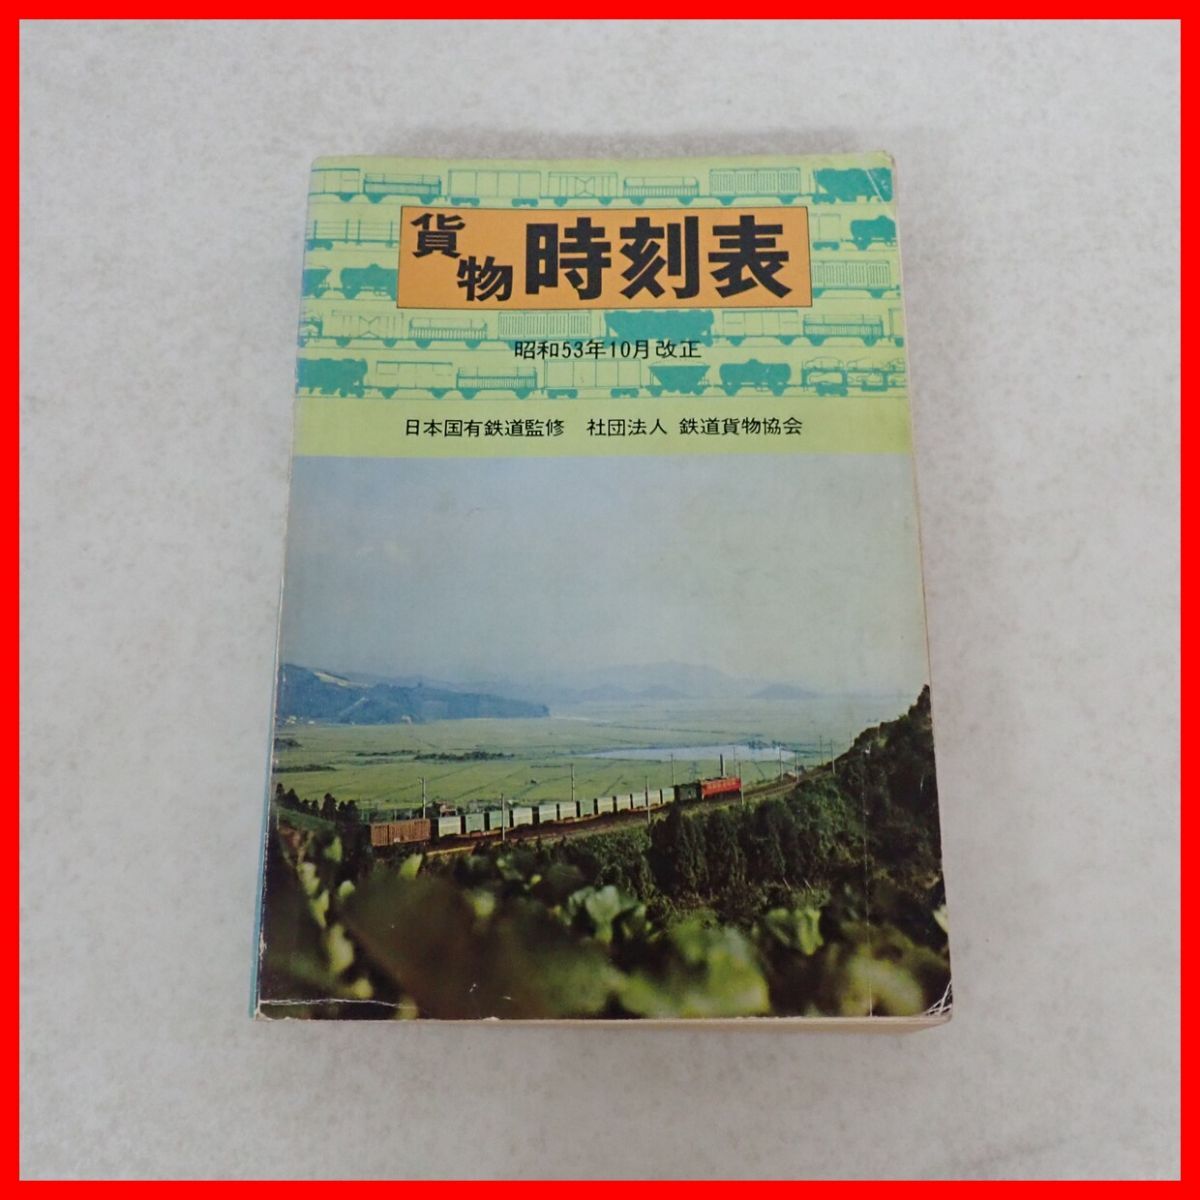 貨物時刻表
昭和53年10月改正
日本国有鉄道監修 社団法人 鉄道貨物協会